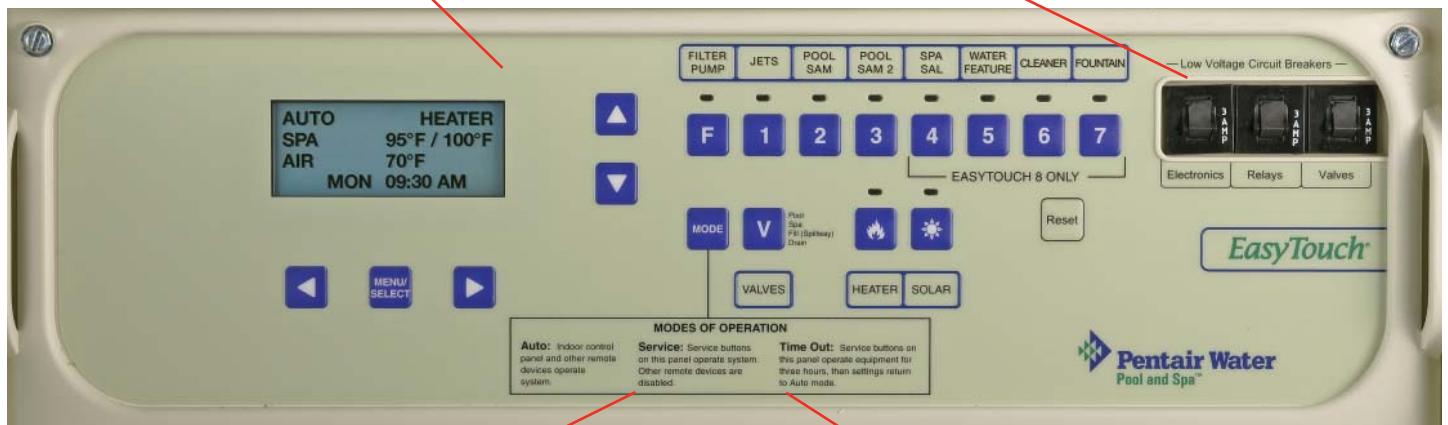 FILTER PUMP
JETS
POOL SAM
POOL SAM 2
SPA SAL
WATER FEATURE
CLEANER
FOUNTAIN
— Low Voltage Circuit Breakers —
3 AMP
3 AMP
3 AMP
Electronics
Relays
Valves
AUTO HEATER
SPA 95°F / 100°F
AIR 70°F
MON 09:30 AM
F
1
2
3
4
5
6
7
EASYTOUCH 8 ONLY
MODE
V
Pool
Spa
Fill (Spillway)
Drain
Reset
EasyTouch
MENU/
SELECT
VALVES
HEATER
SOLAR
MODES OF OPERATION
Auto: Indoor control
panel and other remote
devices operate
system.
Service: Service buttons
on this panel operate system.
Other remote devices are
disabled.
Time Out: Service buttons on
this panel operate equipment for
three hours, then settings return
to Auto mode.
Pentair Water
Pool and Spa™